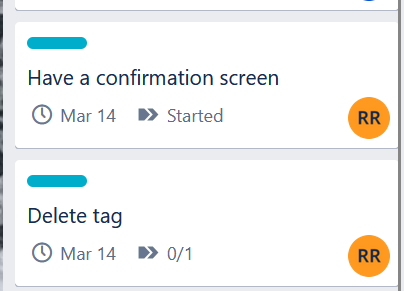 Have a confirmation screen
Mar 14 Started RR
Delete tag
Mar 14 0/1 RR